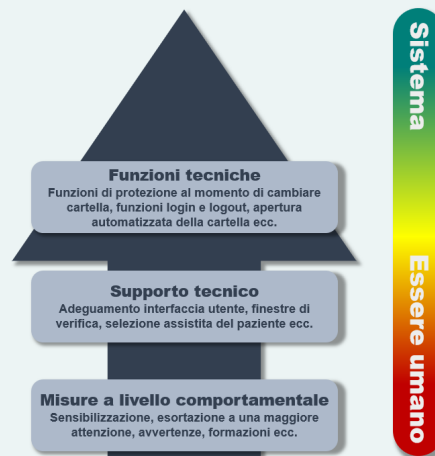 Funzioni tecniche
Funzioni di protezione al momento di cambiare
cartella, funzioni login e logout, apertura
automatizzata della cartella ecc.
Supporto tecnico
Adeguamento interfaccia utente, finestre di
verifica, selezione assistita del paziente ecc.
Misure a livello comportamentale
Sensibilizzazione, esortazione a una maggiore
attenzione, avvertenze, formazioni ecc.
Sistema
Essere umano